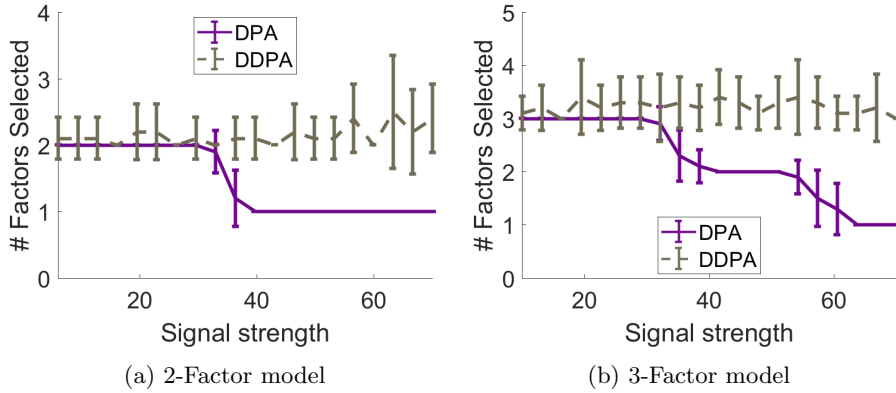 # Factors Selected
4
3
2
1
0
20
40
60
Signal strength
DPA
DDPA
(a) 2-Factor model
# Factors Selected
5
4
3
2
1
0
20
40
60
Signal strength
DPA
DDPA
(b) 3-Factor model